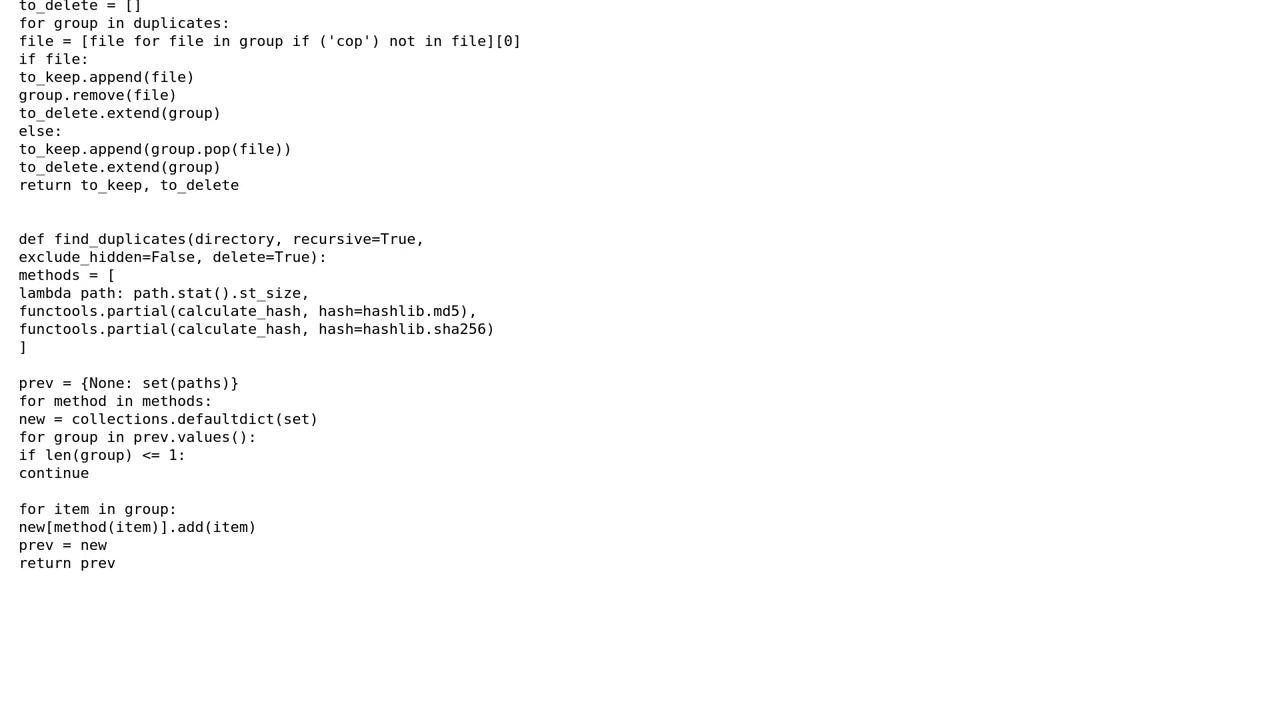 to_delete = []
for group in duplicates:
file = [file for file in group if ('cop') not in file][0]
if file:
to_keep.append(file)
group.remove(file)
to_delete.extend(group)
else:
to_keep.append(group.pop(file))
to_delete.extend(group)
return to_keep, to_delete
def find_duplicates(directory, recursive=True,
exclude_hidden=False, delete=True):
methods = [
lambda path: path.stat().st_size,
functools.partial(calculate_hash, hash=hashlib.md5),
functools.partial(calculate_hash, hash=hashlib.sha256)
]
prev = {None: set(paths)}
for method in methods:
new = collections.defaultdict(set)
for group in prev.values():
if len(group) <= 1:
continue
for item in group:
new[method(item)].add(item)
prev = new
return prev